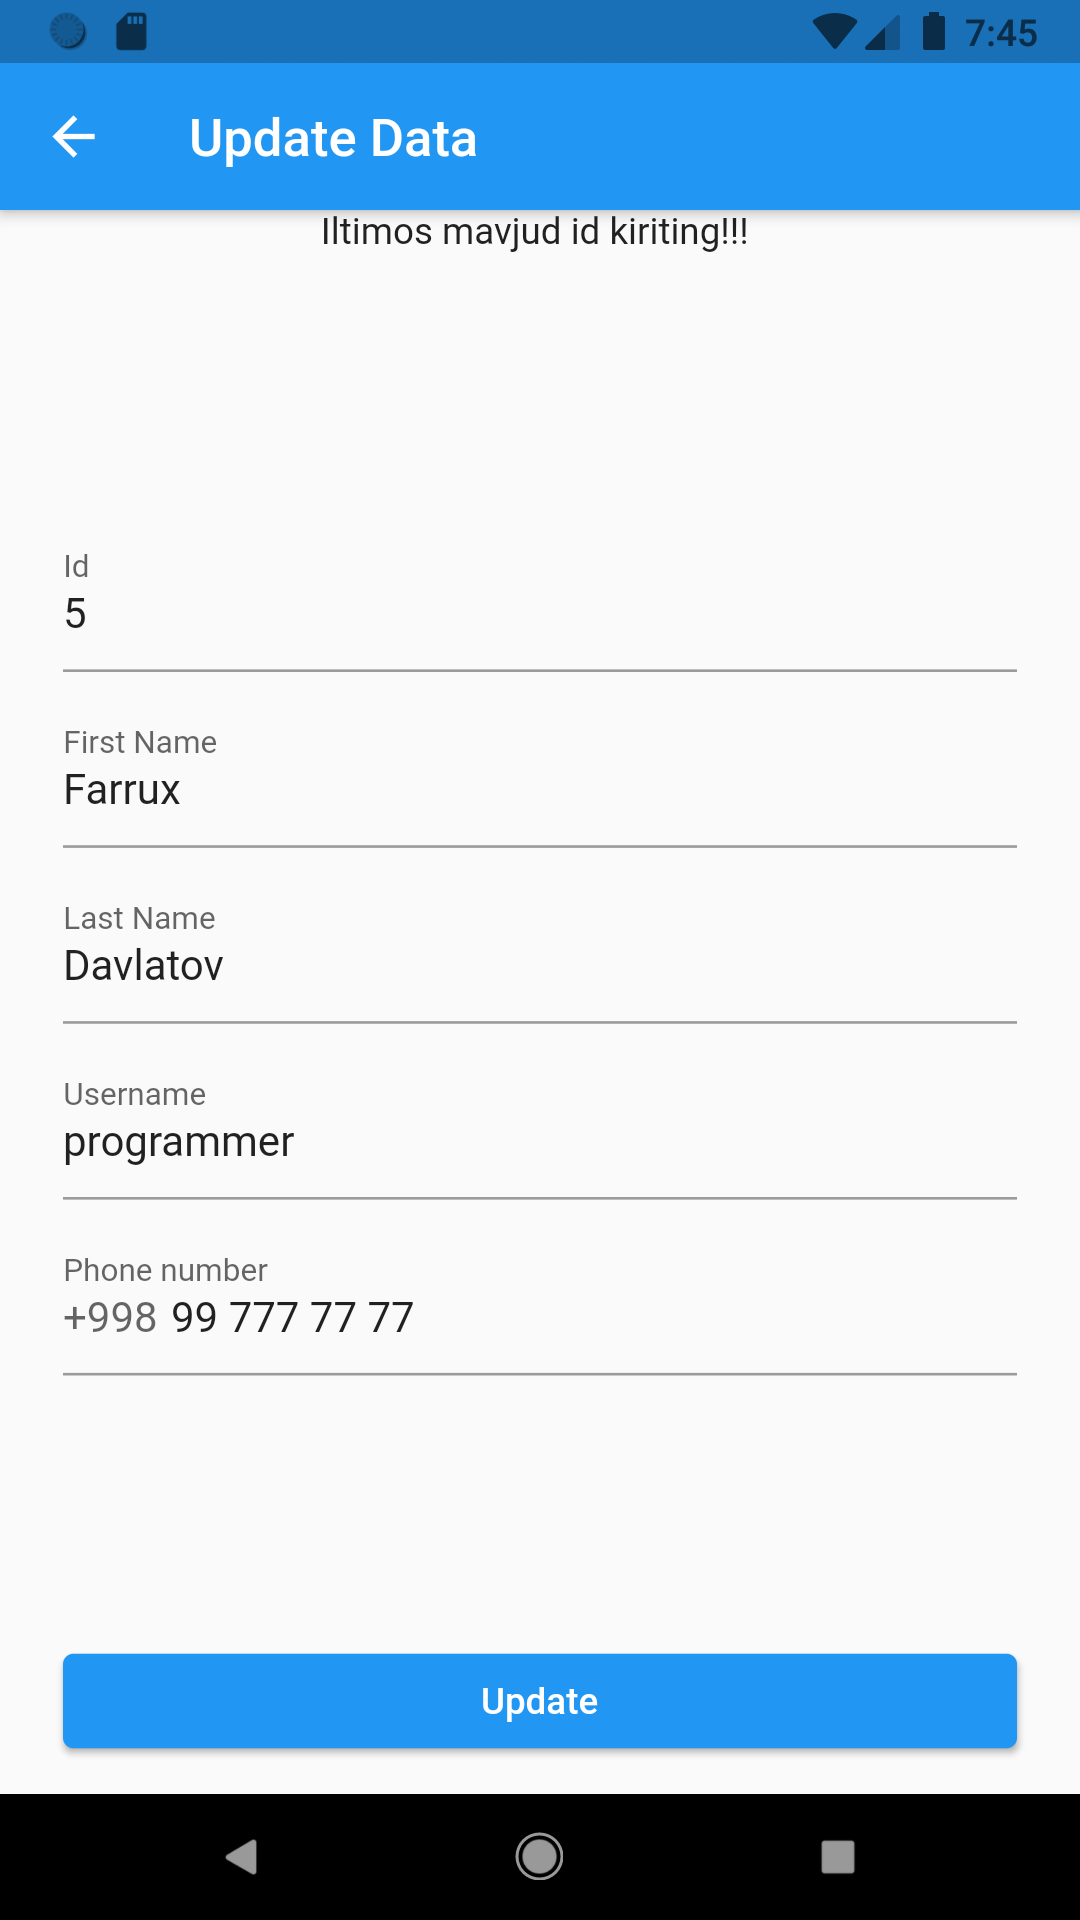 7:45
Update Data
Iltimos mavjud id kiriting!!!
Id
5
First Name
Farrux
Last Name
Davlatov
Username
programmer
Phone number
+998 99 777 77 77
Update